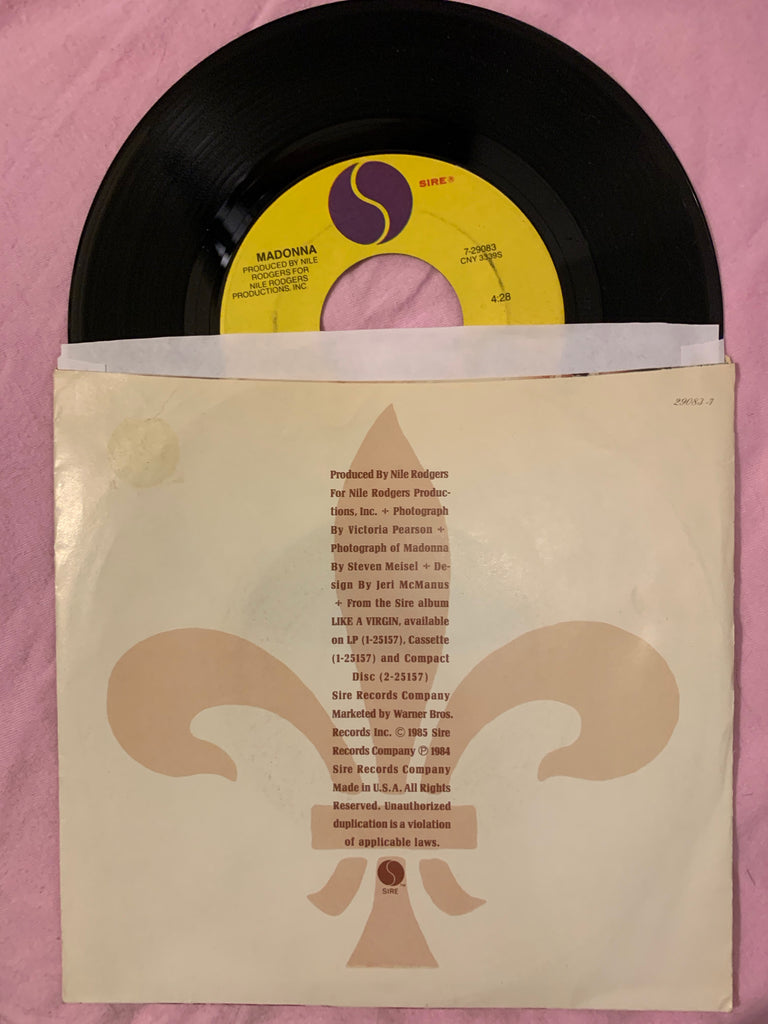 SIRE®
MADONNA
PRODUCED BY NILE
RODGERS FOR
NILE RODGERS
PRODUCTIONS, INC.
7-29083
CNY 3339S
4:28
29083-7
Produced By Nile Rodgers
For Nile Rodgers Produc-
tions, Inc. + Photograph
By Victoria Pearson +
Photograph of Madonna
By Steven Meisel + De-
sign By Jeri McManus
+ From the Sire album
LIKE A VIRGIN, available
on LP (1-25157), Cassette
(1-25157) and Compact
Disc (2-25157)
Sire Records Company
Marketed by Warner Bros.
Records Inc. © 1985 Sire
Records Company ℗ 1984
Sire Records Company
Made in U.S.A. All Rights
Reserved. Unauthorized
duplication is a violation
of applicable laws.
SIRE™